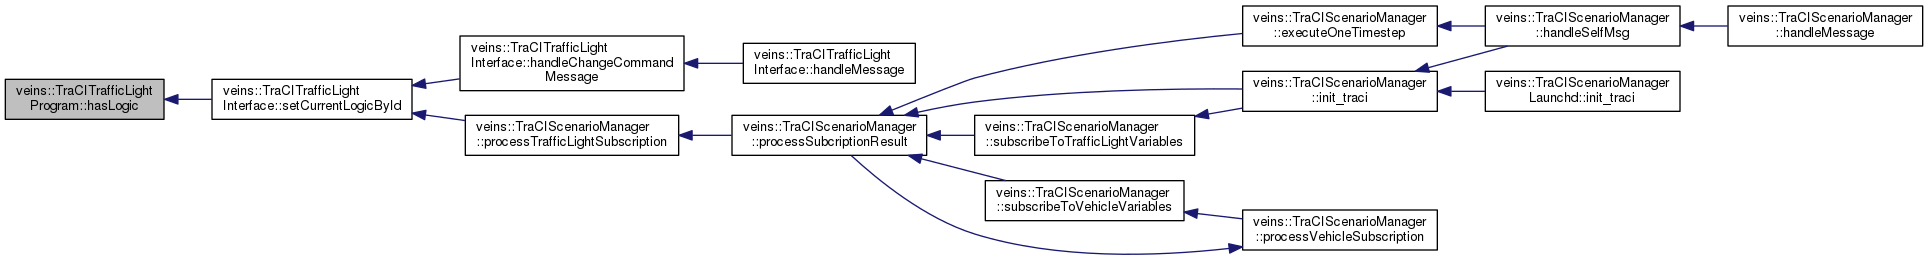 veins::TraCITrafficLight
Program::hasLogic
veins::TraCITrafficLight
Interface::setCurrentLogicById
veins::TraCITrafficLight
Interface::handleChangeCommand
Message
veins::TraCITrafficLight
Interface::handleMessage
veins::TraCIScenarioManager
::processTrafficLightSubscription
veins::TraCIScenarioManager
::processSubcriptionResult
veins::TraCIScenarioManager
::executeOneTimestep
veins::TraCIScenarioManager
::handleSelfMsg
veins::TraCIScenarioManager
::handleMessage
veins::TraCIScenarioManager
::init_traci
veins::TraCIScenarioManager
Launchd::init_traci
veins::TraCIScenarioManager
::subscribeToTrafficLightVariables
veins::TraCIScenarioManager
::subscribeToVehicleVariables
veins::TraCIScenarioManager
::processVehicleSubscription